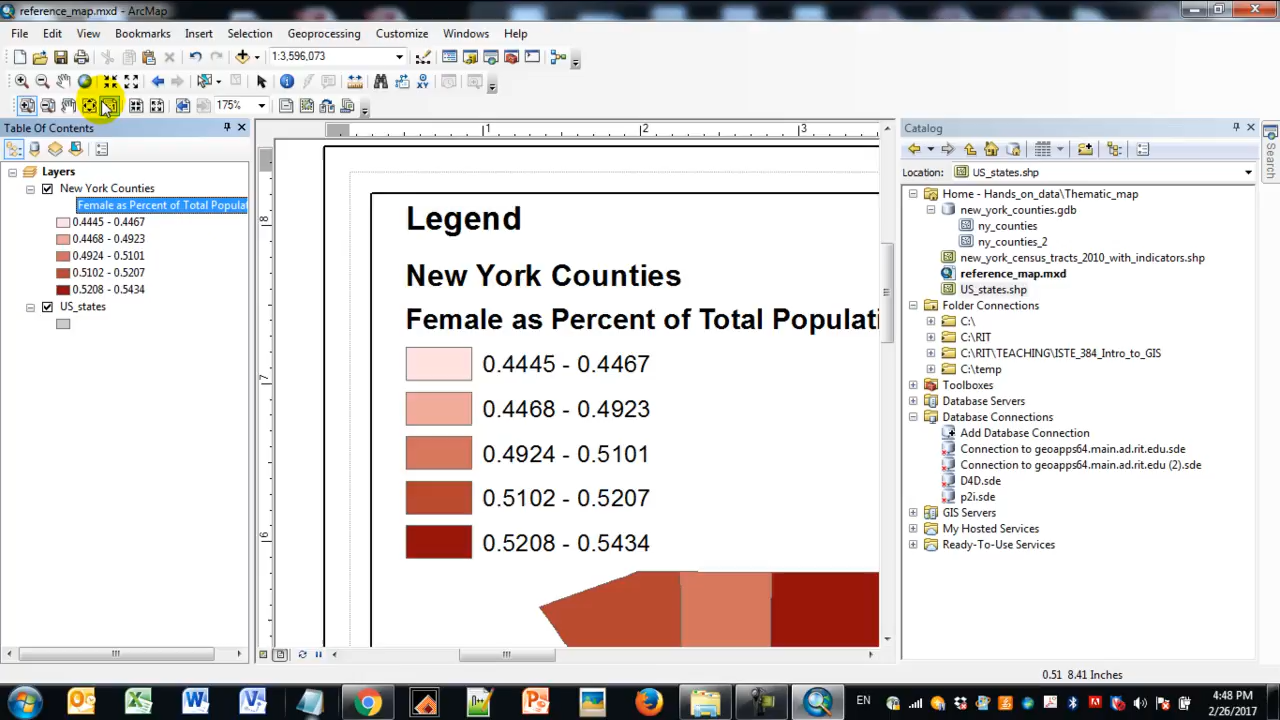 reference_map.mxd - ArcMap
File Edit View Bookmarks Insert Selection Geoprocessing Customize Windows Help
1:3,596,073
175%
Table Of Contents
Layers
New York Counties
Female as Percent of Total Populat
0.4445 - 0.4467
0.4468 - 0.4923
0.4924 - 0.5101
0.5102 - 0.5207
0.5208 - 0.5434
US_states
1 2 3
8
7
6
Legend
New York Counties
Female as Percent of Total Populati
0.4445 - 0.4467
0.4468 - 0.4923
0.4924 - 0.5101
0.5102 - 0.5207
0.5208 - 0.5434
Catalog
Location: US_states.shp
Home - Hands_on_data\Thematic_map
new_york_counties.gdb
ny_counties
ny_counties_2
new_york_census_tracts_2010_with_indicators.shp
reference_map.mxd
US_states.shp
Folder Connections
C:\
C:\RIT
C:\RIT\TEACHING\ISTE_384_Intro_to_GIS
C:\temp
Toolboxes
Database Servers
Database Connections
Add Database Connection
Connection to geoapps64.main.ad.rit.edu.sde
Connection to geoapps64.main.ad.rit.edu (2).sde
D4D.sde
p2i.sde
GIS Servers
My Hosted Services
Ready-To-Use Services
Search
0.51 8.41 Inches
EN
4:48 PM
2/26/2017